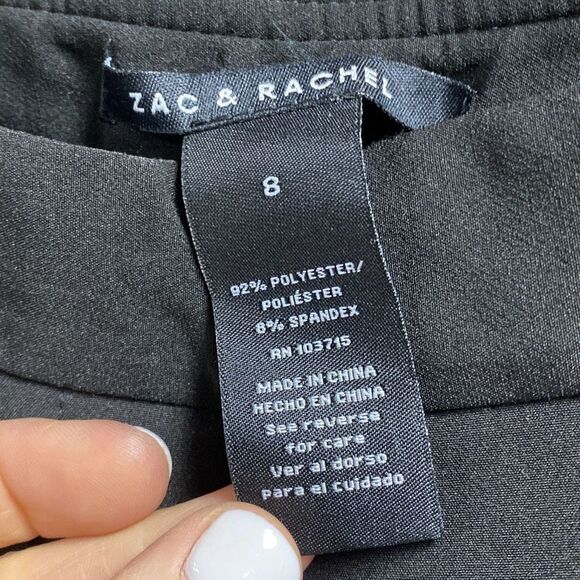 ZAC & RACHEL
8
92% POLYESTER/
POLIÉSTER
8% SPANDEX
RN 103715
MADE IN CHINA
HECHO EN CHINA
See reverse
for care
Ver al dorso
para el cuidado